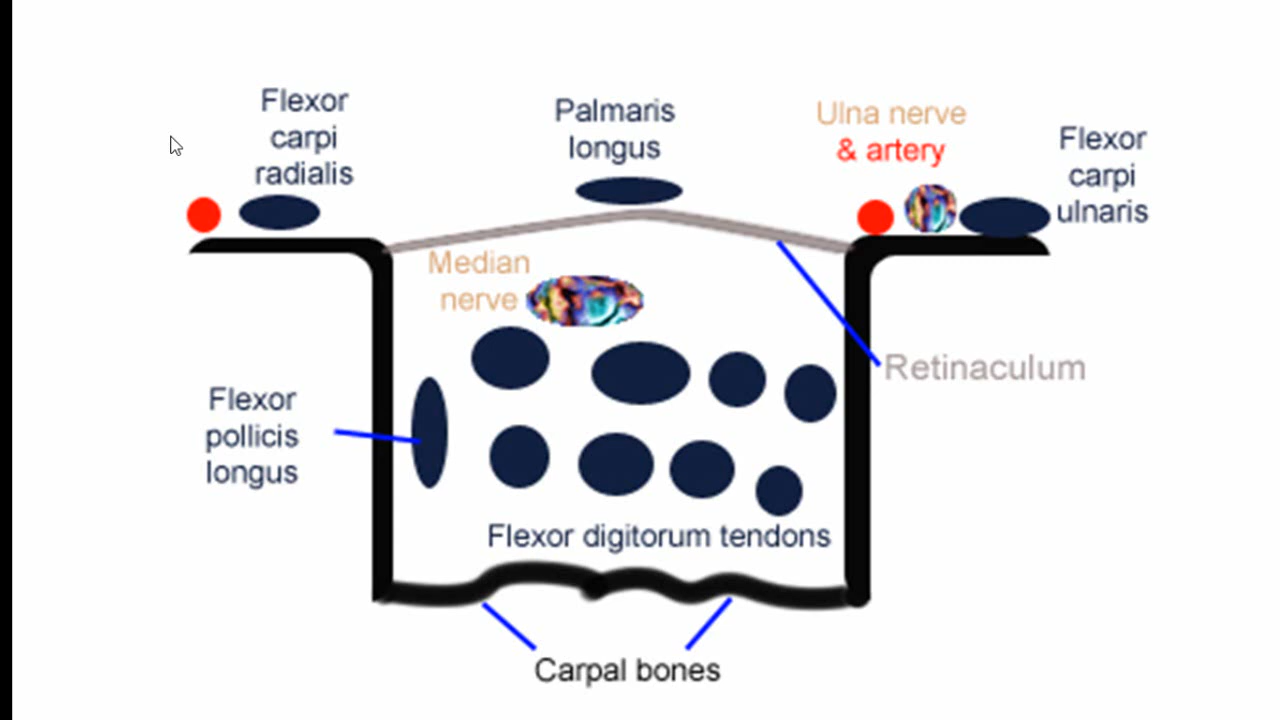 Flexor
carpi
radialis
Palmaris
longus
Ulna nerve
& artery
Flexor
carpi
ulnaris
Median
nerve
Retinaculum
Flexor
pollicis
longus
Flexor digitorum tendons
Carpal bones